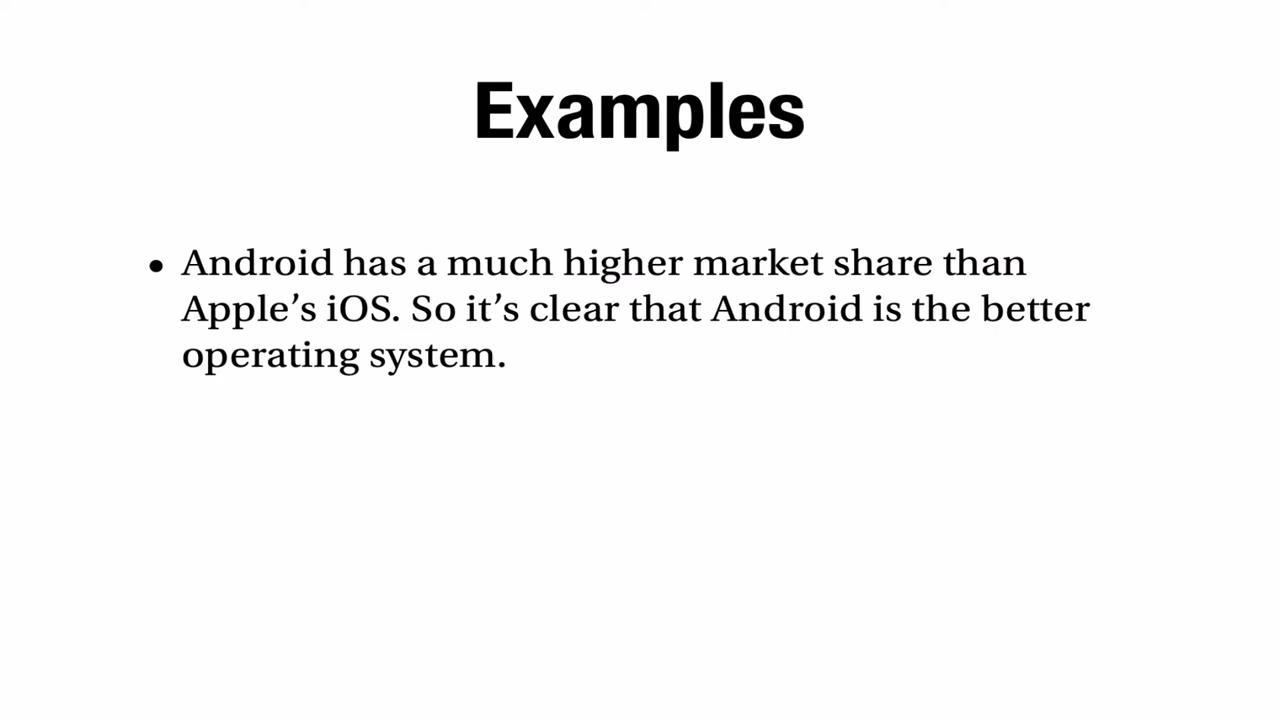 Examples
• Android has a much higher market share than
Apple’s iOS. So it’s clear that Android is the better
operating system.